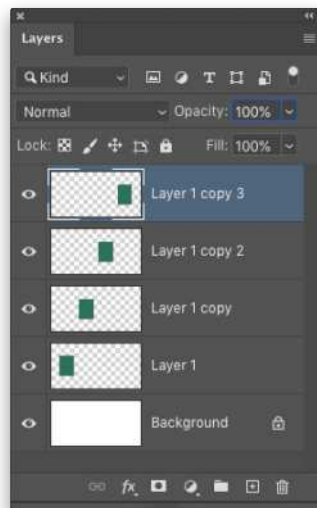 Layers
Kind
Normal Opacity: 100%
Lock: Fill: 100%
Layer 1 copy 3
Layer 1 copy 2
Layer 1 copy
Layer 1
Background
fx